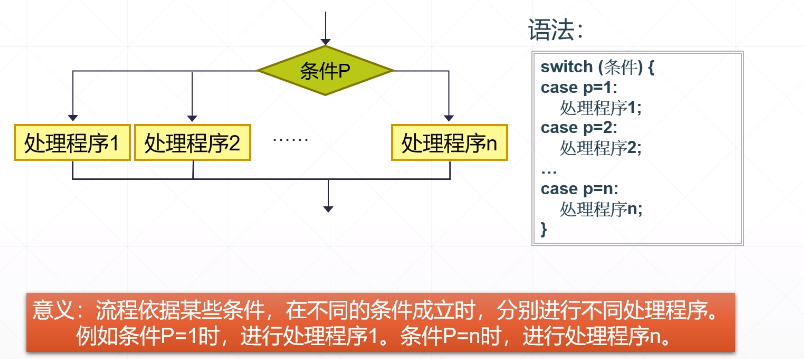 条件P
处理程序1
处理程序2
……
处理程序n
语法：
switch (条件) {
case p=1:
处理程序1;
case p=2:
处理程序2;
…
case p=n:
处理程序n;
}
意义：流程依据某些条件，在不同的条件成立时，分别进行不同处理程序。
例如条件P=1时，进行处理程序1。条件P=n时，进行处理程序n。